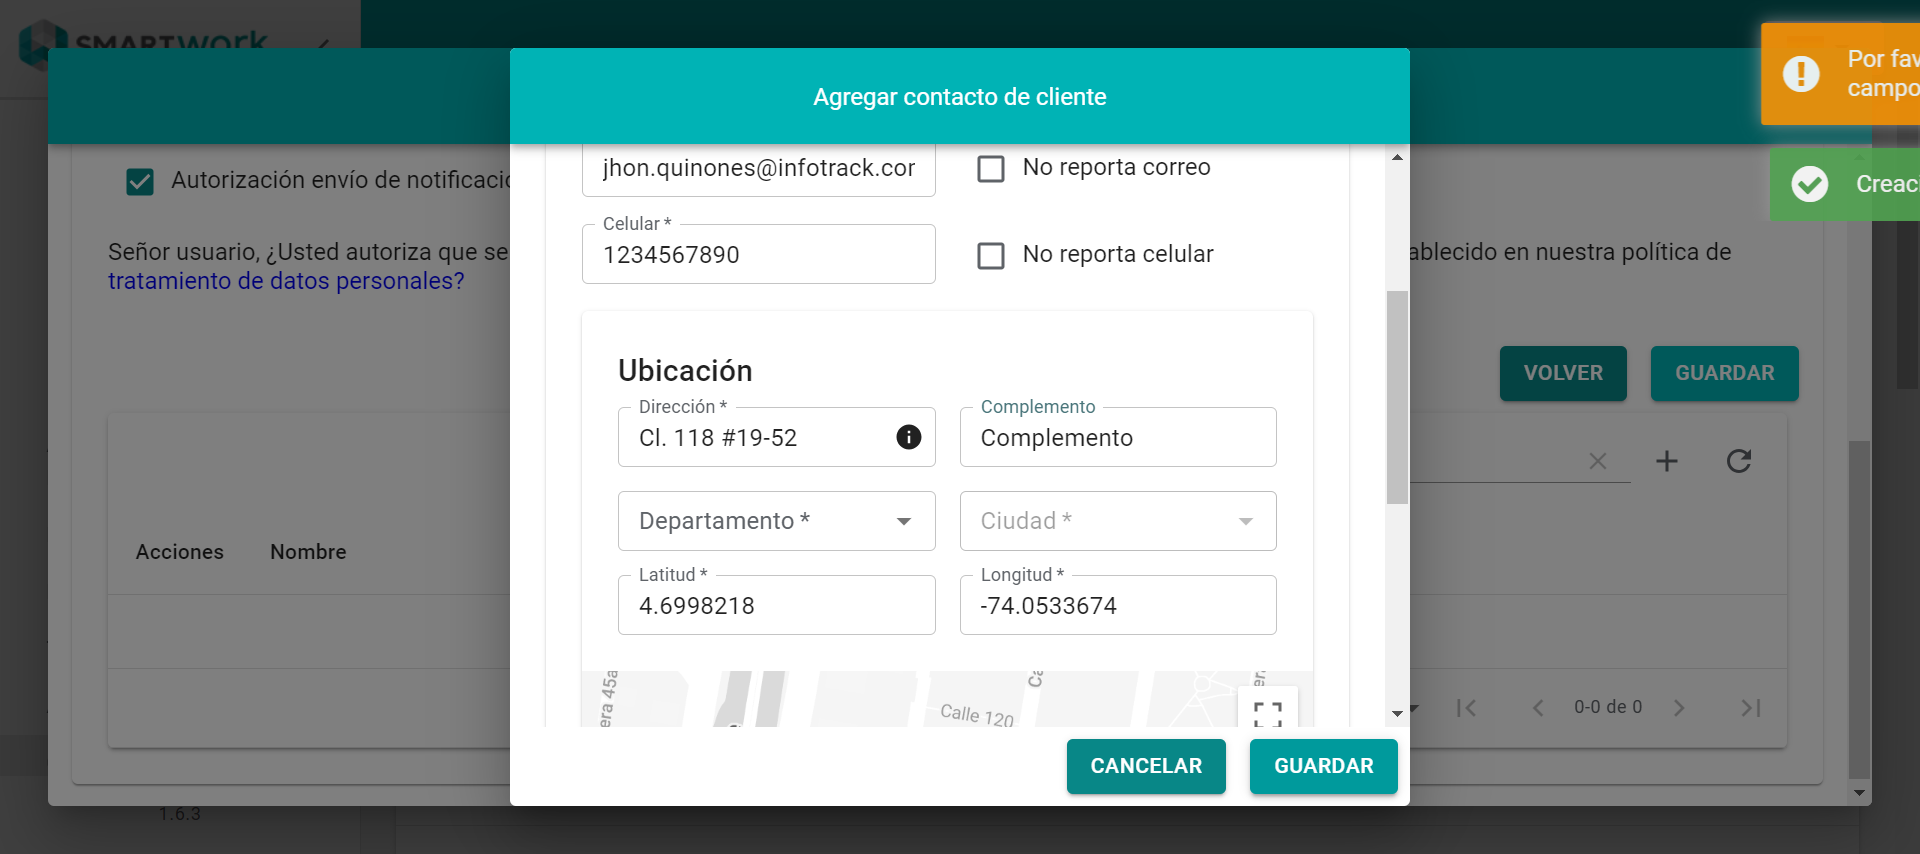 SMARTWORK
Por fav
campo
Creaci
Agregar contacto de cliente
jhon.quinones@infotrack.cor
No reporta correo
Celular *
1234567890
No reporta celular
Autorización envío de notificaci
Señor usuario, ¿Usted autoriza que se
ablecido en nuestra política de
tratamiento de datos personales?
Ubicación
Dirección *
Cl. 118 #19-52
Complemento
Complemento
Departamento *
Ciudad *
Latitud *
4.6998218
Longitud *
-74.0533674
Calle 120
era 45a
Ca
VOLVER
GUARDAR
Acciones
Nombre
0-0 de 0
CANCELAR
GUARDAR
1.6.3